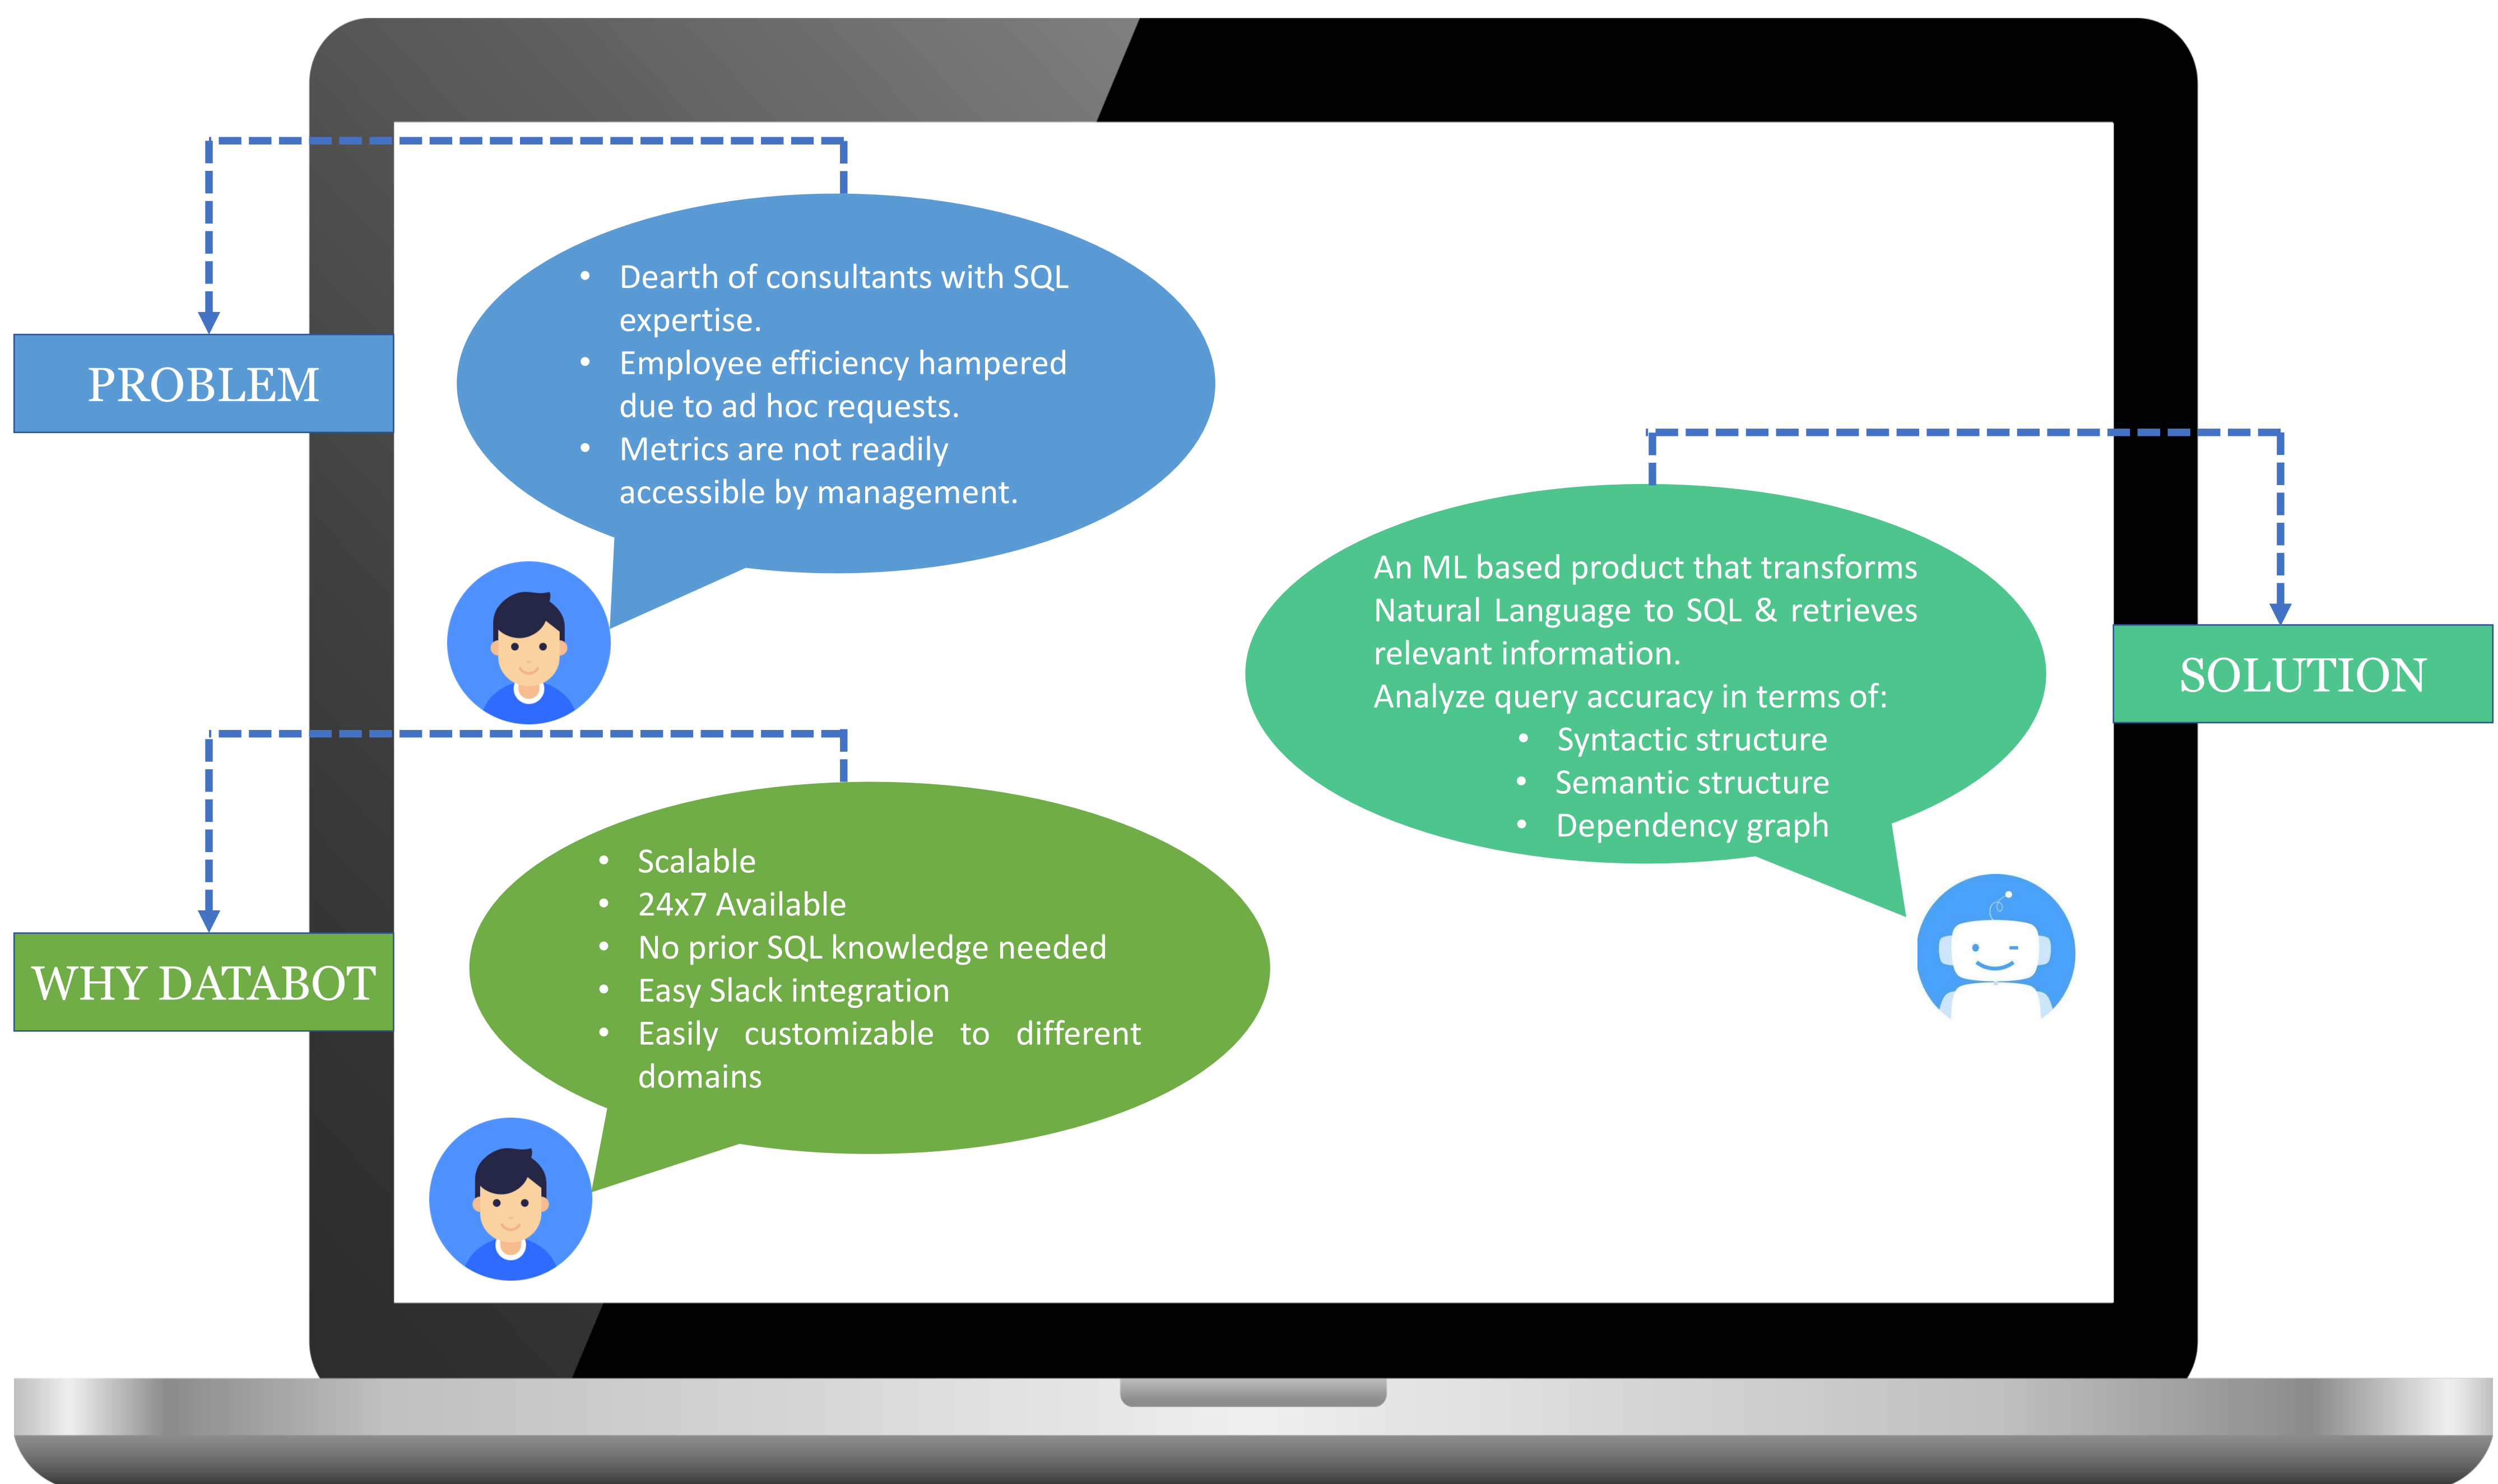 PROBLEM
• Dearth of consultants with SQL
expertise.
• Employee efficiency hampered
due to ad hoc requests.
• Metrics are not readily
accessible by management.
An ML based product that transforms
Natural Language to SQL & retrieves
relevant information.
Analyze query accuracy in terms of:
• Syntactic structure
• Semantic structure
• Dependency graph
SOLUTION
WHY DATABOT
• Scalable
• 24x7 Available
• No prior SQL knowledge needed
• Easy Slack integration
• Easily customizable to different
domains